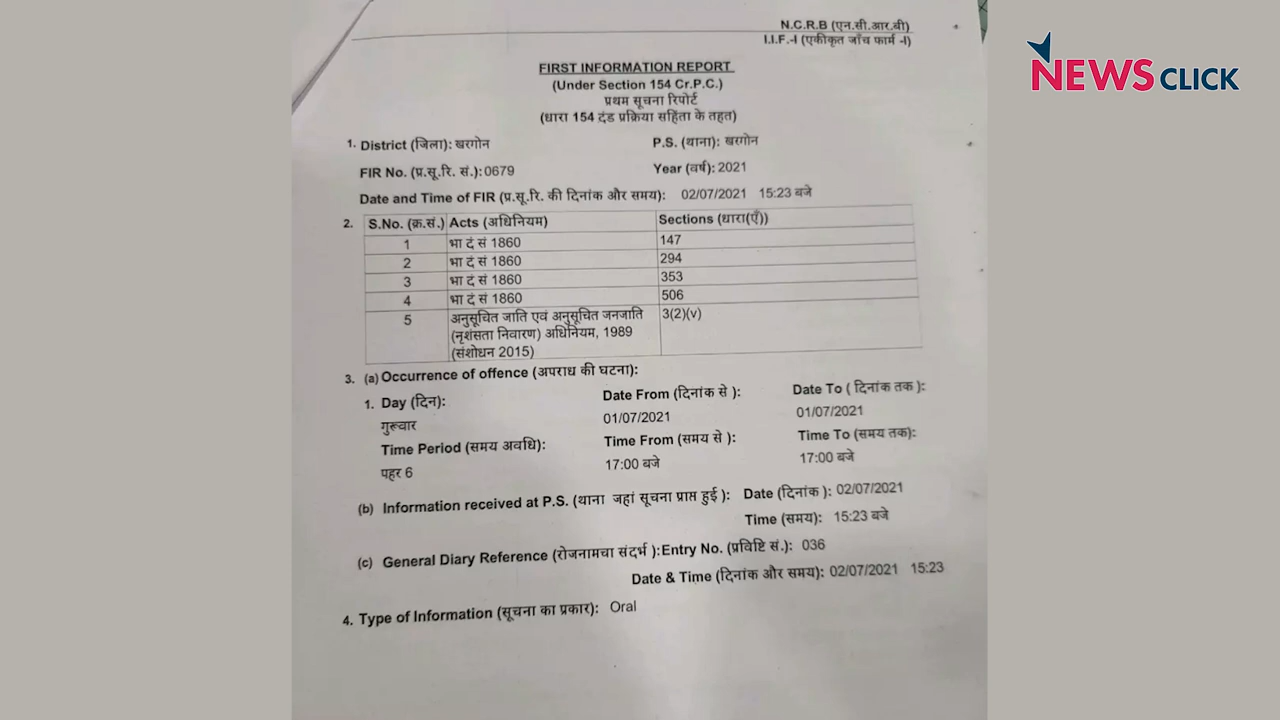 N.C.R.B (एन.सी.आर.बी)
I.I.F.-I (एकीकृत जाँच फार्म -I)
NEWSCLICK
FIRST INFORMATION REPORT
(Under Section 154 Cr.P.C.)
प्रथम सूचना रिपोर्ट
(धारा 154 दंड प्रक्रिया सहिंता के तहत)
1. District (जिला): खरगोन P.S. (थाना): खरगोन
FIR No. (प्र.सू.रि. सं.): 0679 Year (वर्ष): 2021
Date and Time of FIR (प्र.सू.रि. की दिनांक और समय): 02/07/2021 15:23 बजे
2. S.No. (क्र.सं.) Acts (अधिनियम) Sections (धारा(एँ))
1 भा दं सं 1860 147
2 भा दं सं 1860 294
3 भा दं सं 1860 353
4 भा दं सं 1860 506
5 अनुसूचित जाति एवं अनुसूचित जनजाति 3(2)(v)
(नृशंसता निवारण) अधिनियम, 1989
(संशोधन 2015)
3. (a) Occurrence of offence (अपराध की घटना):
1. Day (दिन): Date From (दिनांक से ): Date To ( दिनांक तक ):
गुरूवार 01/07/2021 01/07/2021
Time Period (समय अवधि): Time From (समय से ): Time To (समय तक):
पहर 6 17:00 बजे 17:00 बजे
(b) Information received at P.S. (थाना जहां सूचना प्राप्त हुई ): Date (दिनांक ): 02/07/2021
Time (समय): 15:23 बजे
(c) General Diary Reference (रोजनामचा संदर्भ ): Entry No. (प्रविष्टि सं.): 036
Date & Time (दिनांक और समय): 02/07/2021 15:23
4. Type of Information (सूचना का प्रकार): Oral